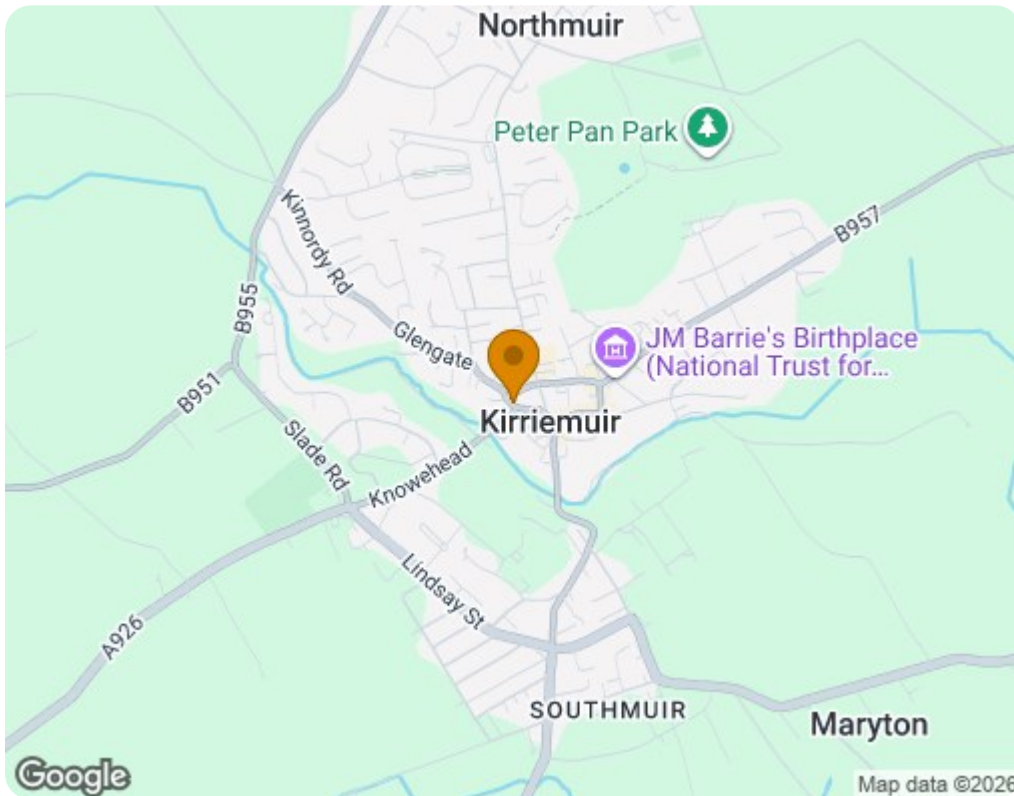 Northmuir
Peter Pan Park
Kinnordy Rd
B957
B955
Glengate
JM Barrie's Birthplace
(National Trust for...
B951
Kirriemuir
Slade Rd
Knowehead
Lindsay St
A926
SOUTHMUIR
Maryton
Google
Map data ©2026